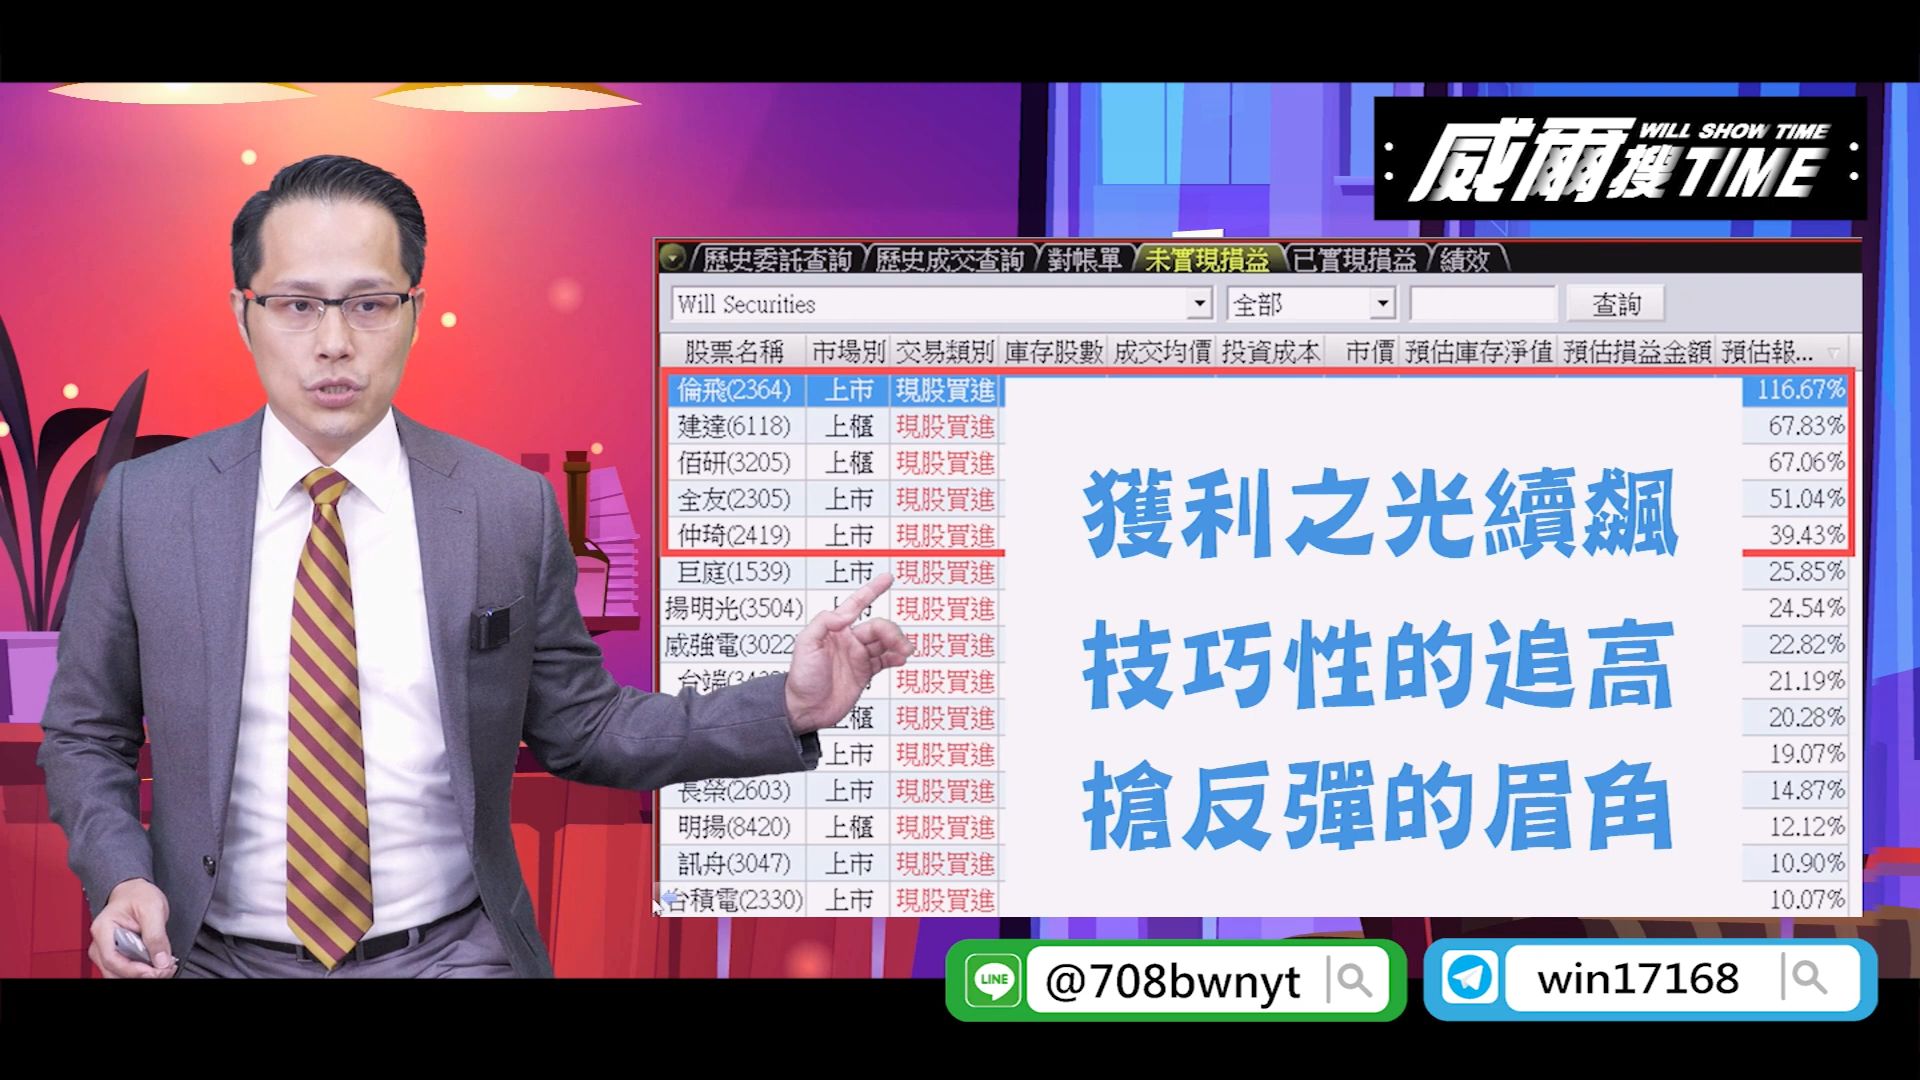 WILL SHOW TIME
威爾搜TIME
歷史委託查詢 歷史成交查詢 對帳單 未實現損益 已實現損益 績效
Will Securities 全部 查詢
股票名稱 市場別 交易類別 庫存股數 成交均價 投資成本 市價 預估庫存淨值 預估損益金額 預估報...
倫飛(2364) 上市 現股買進 116.67%
建達(6118) 上櫃 現股買進 67.83%
佰研(3205) 上櫃 現股買進 67.06%
全友(2305) 上市 現股買進 51.04%
仲琦(2419) 上市 現股買進 39.43%
巨庭(1539) 上市 現股買進 25.85%
揚明光(3504) 現股買進 24.54%
威強電(3022 現股買進 22.82%
台端 現股買進 21.19%
櫃 現股買進 20.28%
上市 現股買進 19.07%
長榮(2603) 上市 現股買進 14.87%
明揚(8420) 上櫃 現股買進 12.12%
訊舟(3047) 上市 現股買進 10.90%
台積電(2330) 上市 現股買進 10.07%
獲利之光續飆
技巧性的追高
搶反彈的眉角
LINE @708bwnyt
win17168